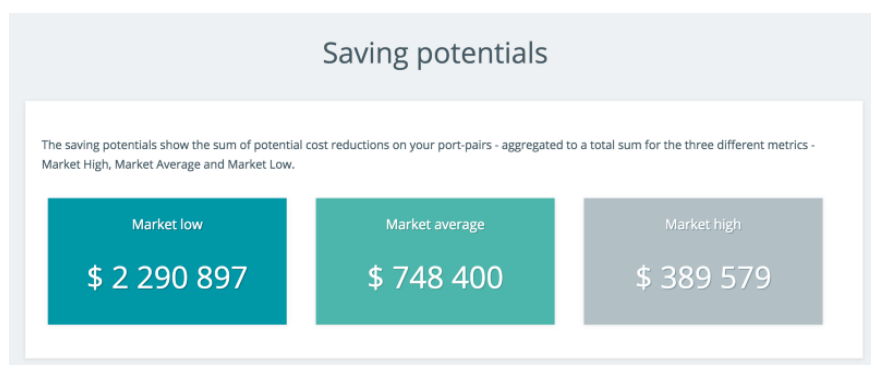 Saving potentials
The saving potentials show the sum of potential cost reductions on your port-pairs - aggregated to a total sum for the three different metrics -
Market High, Market Average and Market Low.
Market low
$ 2 290 897
Market average
$ 748 400
Market high
$ 389 579